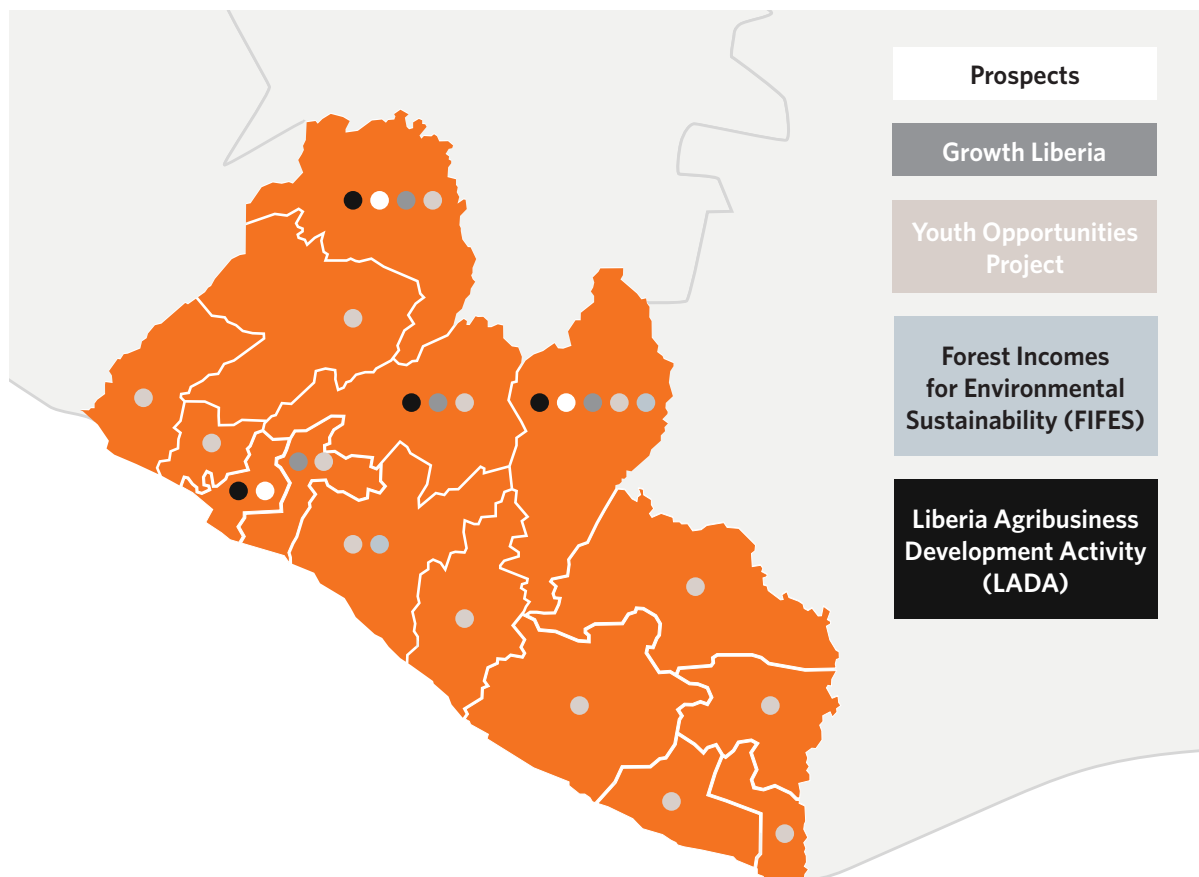 Prospects
Growth Liberia
Youth Opportunities
Project
Forest Incomes
for Environmental
Sustainability (FIFES)
Liberia Agribusiness
Development Activity
(LADA)